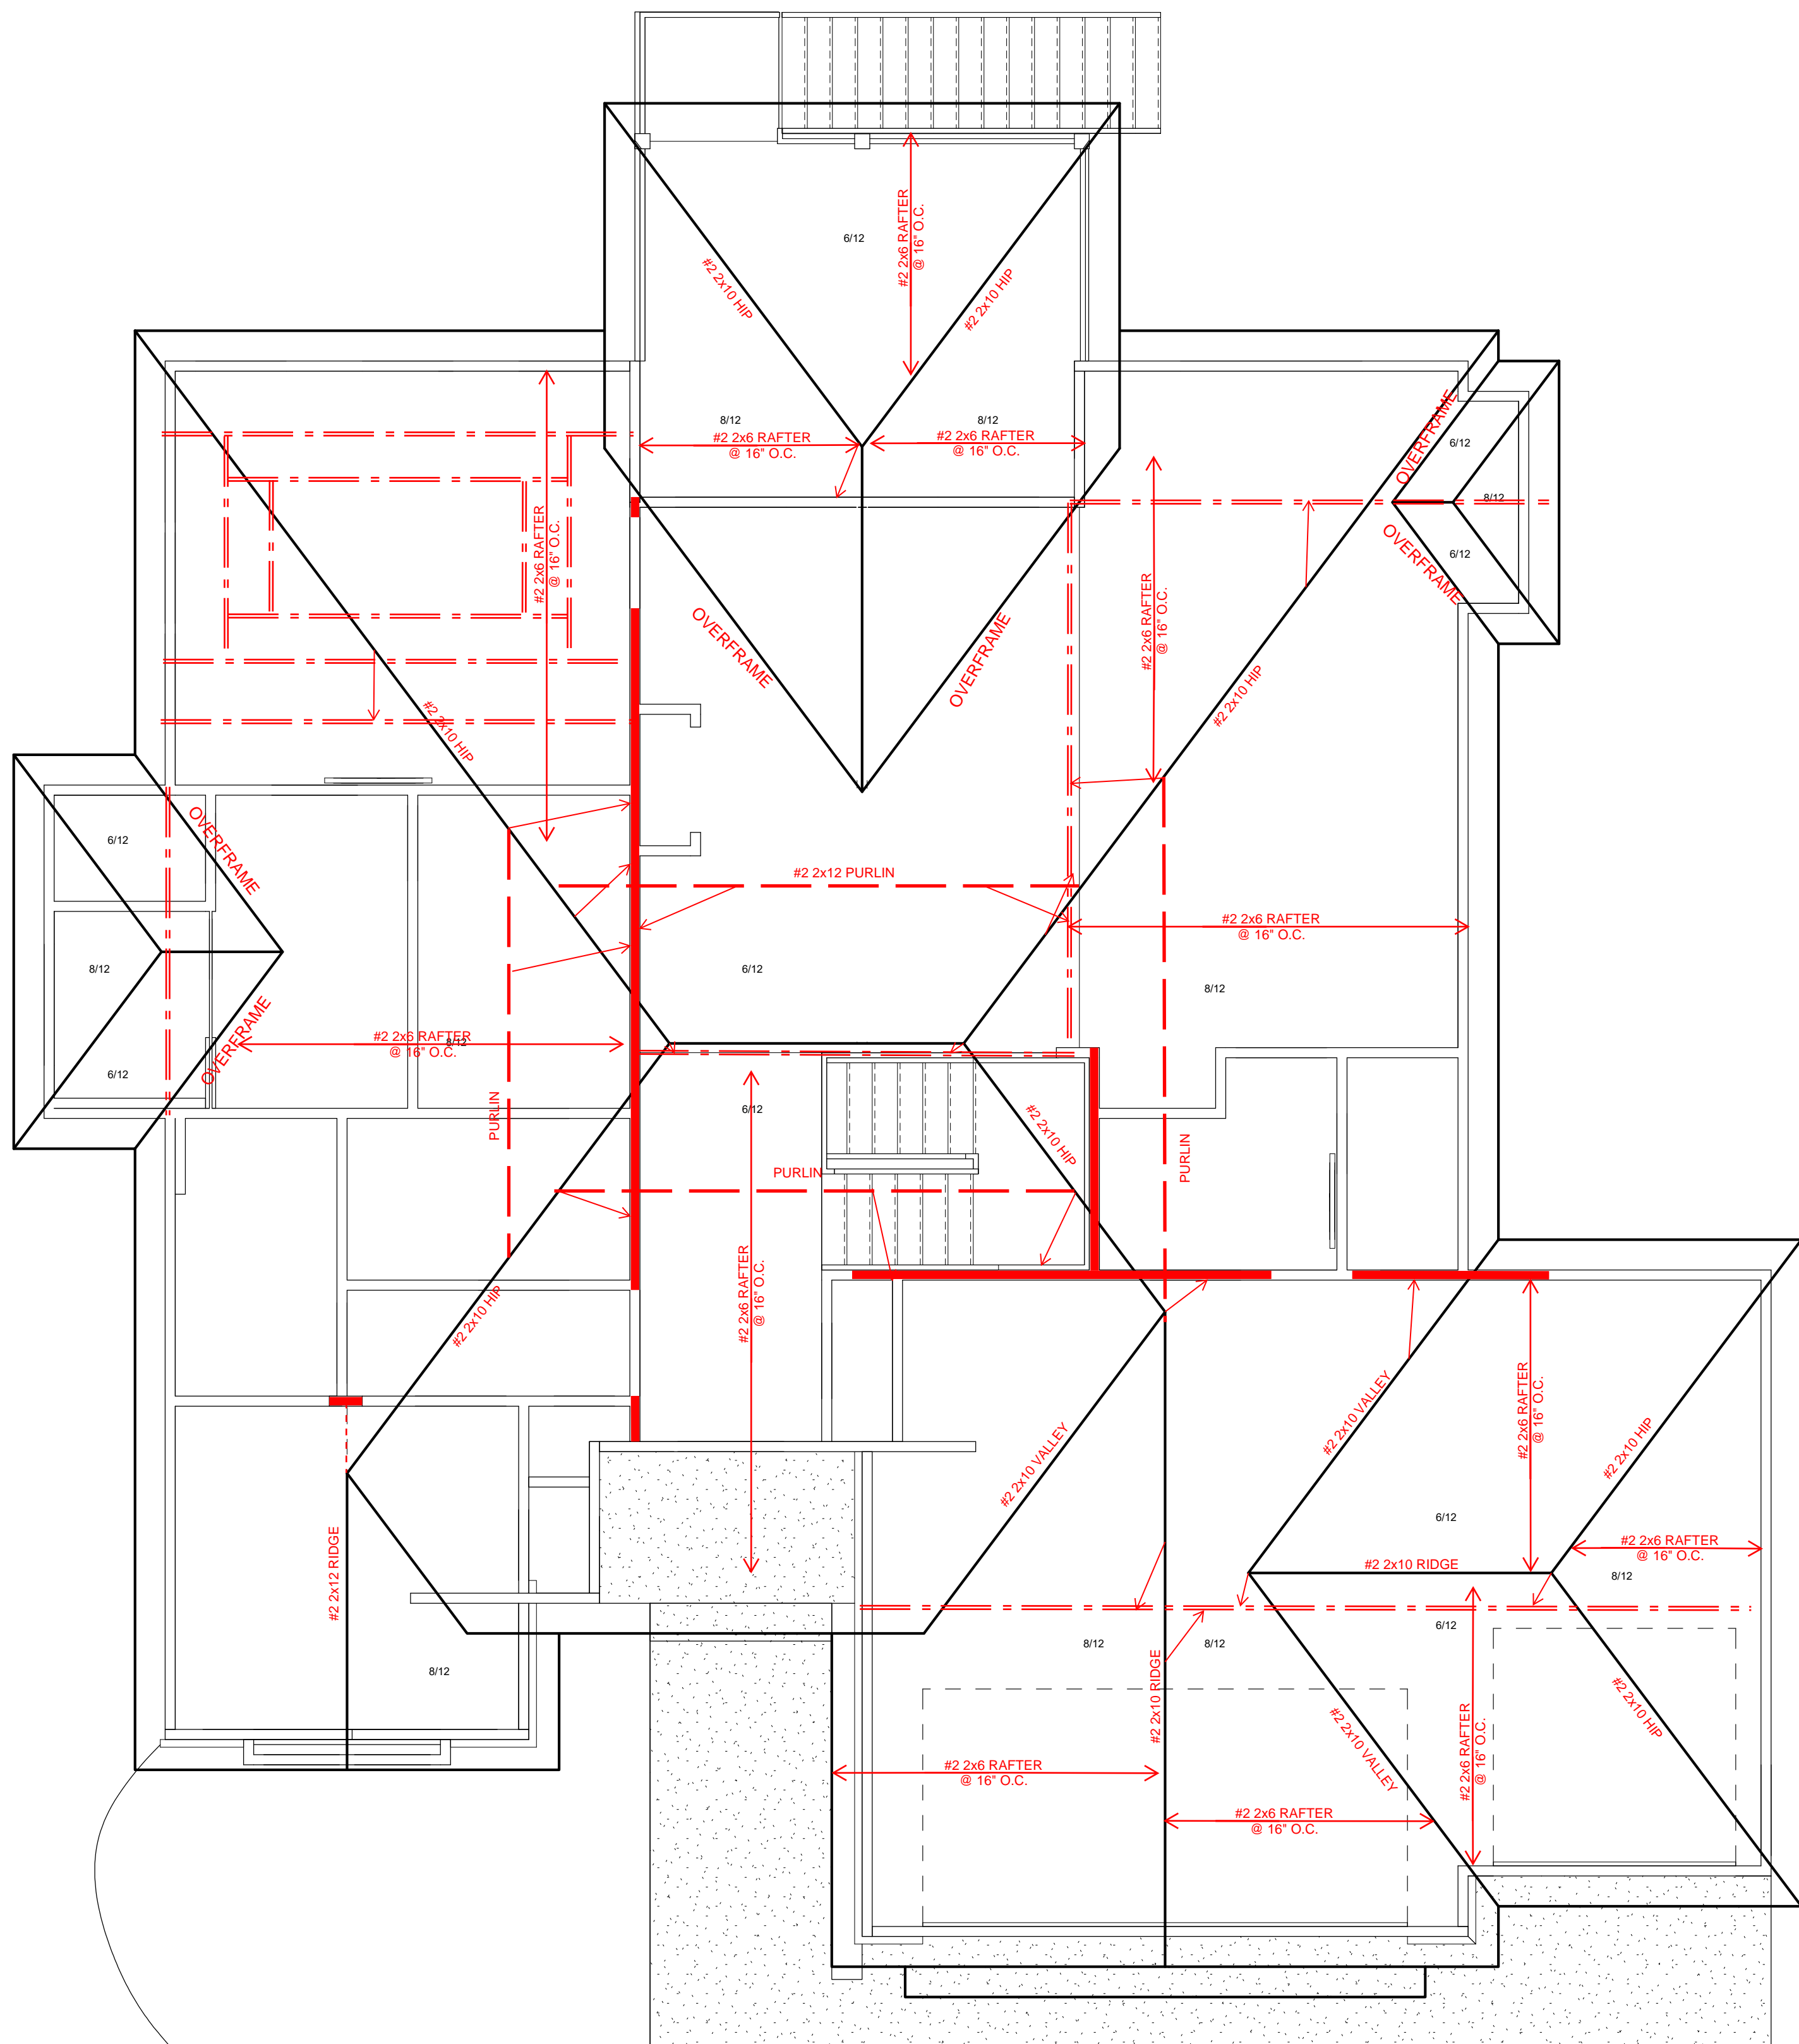 #2 2x6 RAFTER
@ 16" O.C.
6/12
#2 2x10 HIP
#2 2x10 HIP
8/12
8/12
#2 2x6 RAFTER
@ 16" O.C.
#2 2x6 RAFTER
@ 16" O.C.
OVERFRAME
6/12
8/12
6/12
OVERFRAME
#2 2x6 RAFTER
@ 16" O.C.
#2 2x6 RAFTER
@ 16" O.C.
OVERFRAME
OVERFRAME
#2 2x10 HIP
#2 2x10 HIP
OVERFRAME
6/12
#2 2x12 PURLIN
#2 2x6 RAFTER
@ 16" O.C.
8/12
6/12
8/12
#2 2x6 RAFTER
@ 16" O.C.
8/12
OVERFRAME
6/12
PURLIN
6/12
#2 2x10 HIP
PURLIN
PURLIN
#2 2x10 HIP
#2 2x6 RAFTER
@ 16" O.C.
#2 2x10 VALLEY
#2 2x10 VALLEY
#2 2x6 RAFTER
@ 16" O.C.
#2 2x10 HIP
6/12
#2 2x6 RAFTER
@ 16" O.C.
#2 2x10 RIDGE
8/12
#2 2x12 RIDGE
6/12
8/12
8/12
8/12
#2 2x10 RIDGE
#2 2x10 HIP
#2 2x10 VALLEY
#2 2x6 RAFTER
@ 16" O.C.
#2 2x6 RAFTER
@ 16" O.C.
#2 2x6 RAFTER
@ 16" O.C.